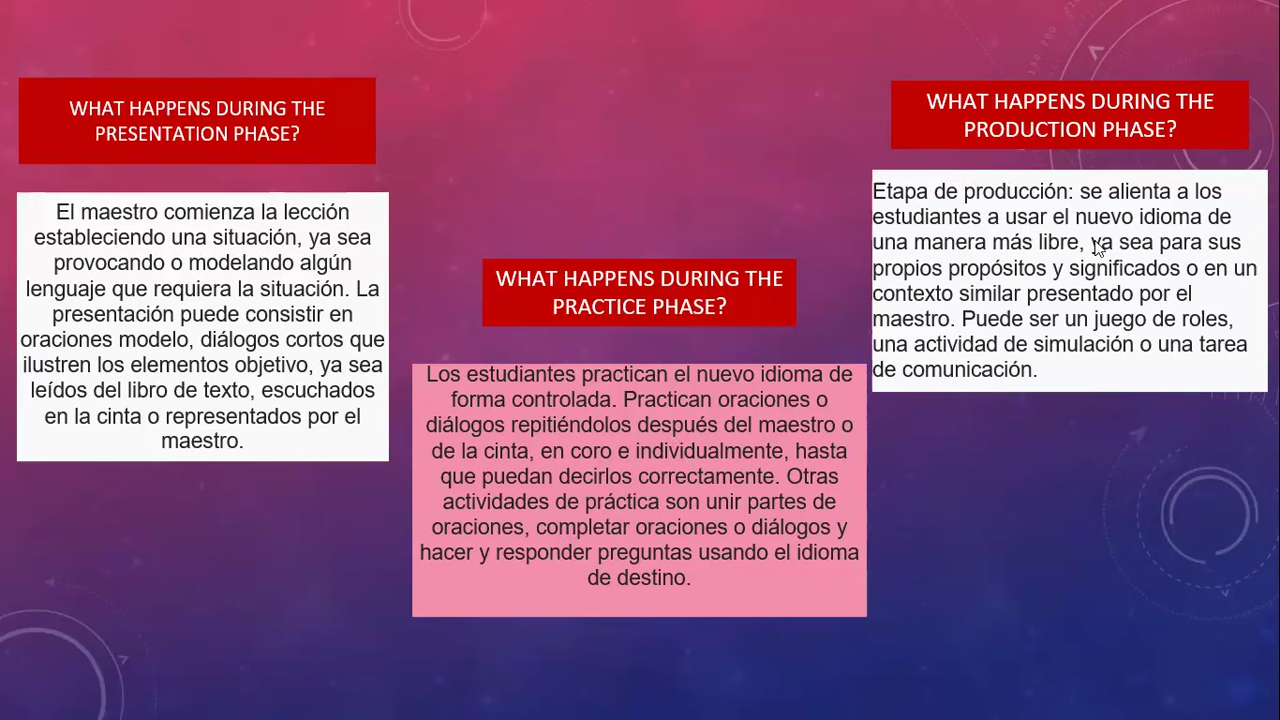 WHAT HAPPENS DURING THE
PRESENTATION PHASE?
El maestro comienza la lección
estableciendo una situación, ya sea
provocando o modelando algún
lenguaje que requiera la situación. La
presentación puede consistir en
oraciones modelo, diálogos cortos que
ilustren los elementos objetivo, ya sea
leídos del libro de texto, escuchados
en la cinta o representados por el
maestro.
WHAT HAPPENS DURING THE
PRACTICE PHASE?
Los estudiantes practican el nuevo idioma de
forma controlada. Practican oraciones o
diálogos repitiéndolos después del maestro o
de la cinta, en coro e individualmente, hasta
que puedan decirlos correctamente. Otras
actividades de práctica son unir partes de
oraciones, completar oraciones o diálogos y
hacer y responder preguntas usando el idioma
de destino.
WHAT HAPPENS DURING THE
PRODUCTION PHASE?
Etapa de producción: se alienta a los
estudiantes a usar el nuevo idioma de
una manera más libre, ya sea para sus
propios propósitos y significados o en un
contexto similar presentado por el
maestro. Puede ser un juego de roles,
una actividad de simulación o una tarea
de comunicación.